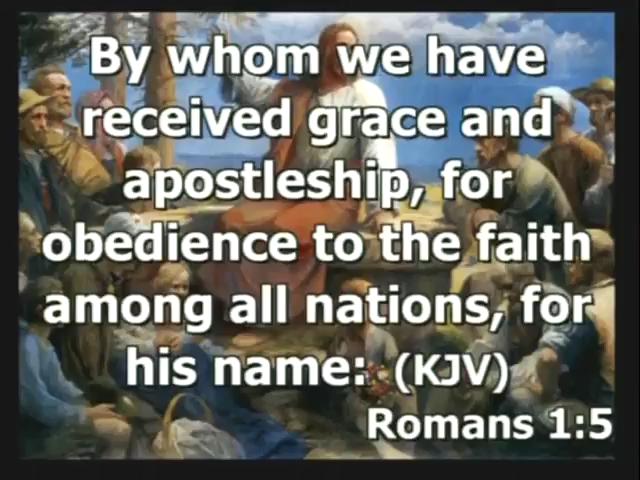 By whom we have
received grace and
apostleship, for
obedience to the faith
among all nations, for
his name: (KJV)
Romans 1:5